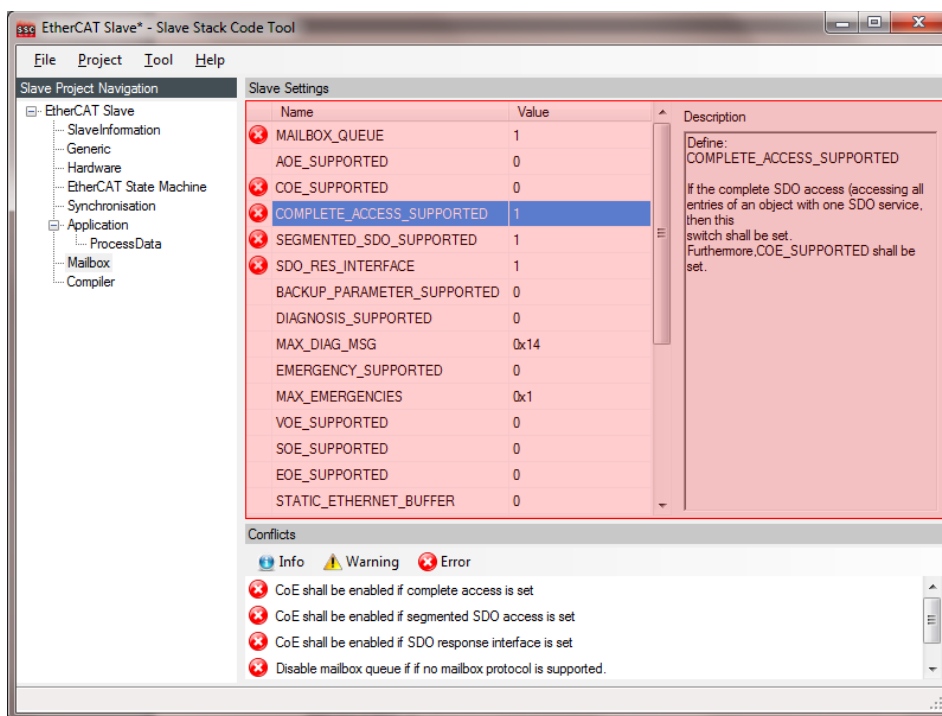 SSC EtherCAT Slave* - Slave Stack Code Tool
File Project Tool Help
Slave Project Navigation
EtherCAT Slave
SlaveInformation
Generic
Hardware
EtherCAT State Machine
Synchronisation
Application
ProcessData
Mailbox
Compiler
Slave Settings
Name Value
MAILBOX_QUEUE 1
AOE_SUPPORTED 0
COE_SUPPORTED 0
COMPLETE_ACCESS_SUPPORTED 1
SEGMENTED_SDO_SUPPORTED 1
SDO_RES_INTERFACE 1
BACKUP_PARAMETER_SUPPORTED 0
DIAGNOSIS_SUPPORTED 0
MAX_DIAG_MSG 0x14
EMERGENCY_SUPPORTED 0
MAX_EMERGENCIES 0x1
VOE_SUPPORTED 0
SOE_SUPPORTED 0
EOE_SUPPORTED 0
STATIC_ETHERNET_BUFFER 0
Description
Define:
COMPLETE_ACCESS_SUPPORTED
If the complete SDO access (accessing all
entries of an object with one SDO service,
then this
switch shall be set.
Furthermore,COE_SUPPORTED shall be
set.
Conflicts
Info Warning Error
CoE shall be enabled if complete access is set
CoE shall be enabled if segmented SDO access is set
CoE shall be enabled if SDO response interface is set
Disable mailbox queue if if no mailbox protocol is supported.